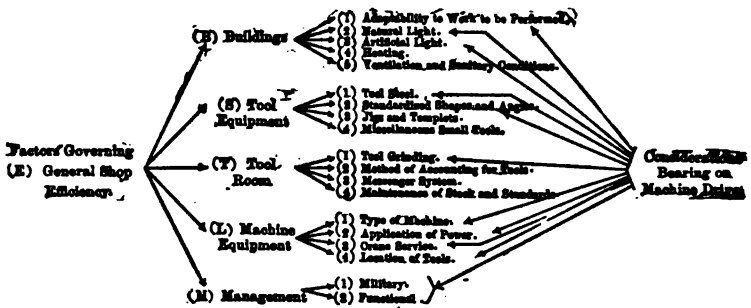 (B) Buildings
(1) Adaptability to Work to be Performed.
(2) Natural Light.
(3) Artificial Light.
(4) Heating.
(5) Ventilation and Sanitary Conditions.
(S) Tool
Equipment
(1) Tool Steel.
(2) Standardized Shapes and Angles.
(3) Jigs and Templets.
(4) Miscellaneous Small Tools.
Factors Governing
(E) General Shop
Efficiency.
(T) Tool
Room
(1) Tool Grinding.
(2) Method of Accounting for Tools.
(3) Messenger System.
(4) Maintenance of Stock and Standards.
(L) Machine
Equipment
(1) Type of Machine.
(2) Application of Power.
(3) Crane Service.
(4) Location of Tools.
(M) Management
(1) Military.
(2) Functional
Considerations
Bearing on
Machine Drives